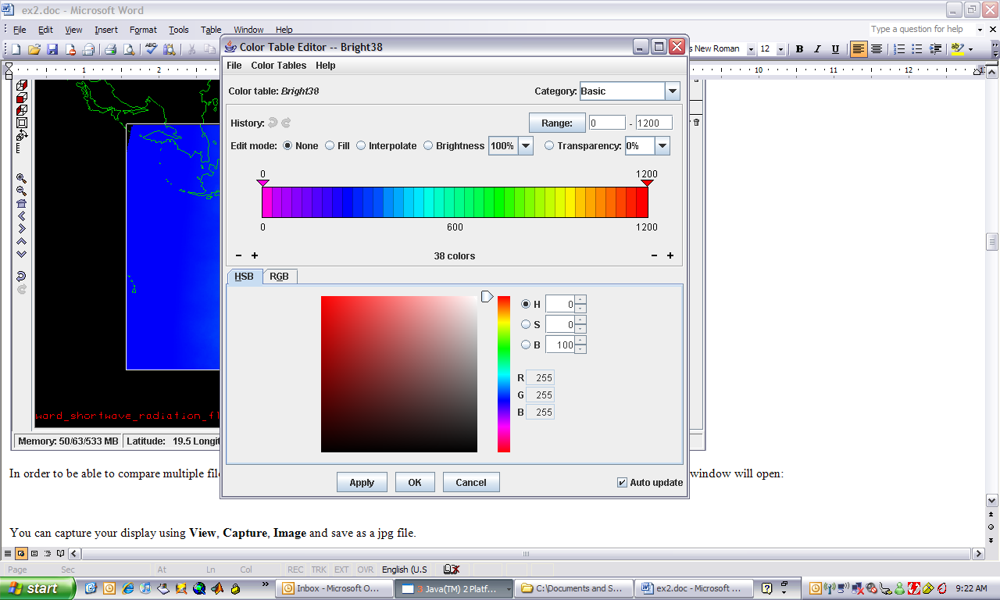 ex2.doc - Microsoft Word
File Edit View Insert Format Tools Table Window Help
Type a question for help
s New Roman 12 B I U
1 2 10 11 12
Color Table Editor -- Bright38
File Color Tables Help
Color table: Bright38 Category: Basic
History: Range: 0 - 1200
Edit mode: None Fill Interpolate Brightness 100% Transparency: 0%
0 1200
0 600 1200
- + 38 colors - +
HSB RGB
H 0
S 0
B 100
R 255
G 255
B 255
ward_shortwave_radiation_fl
Memory: 50/63/533 MB Latitude: 19.5 Longit
In order to be able to compare multiple file window will open:
Apply OK Cancel Auto update
You can capture your display using View, Capture, Image and save as a jpg file.
Page Sec At Ln Col REC TRK EXT OVR English (U.S
start Inbox - Microsoft O... 3 Java(TM) 2 Platf... C:\Documents and S... ex2.doc - Microsoft ... 9:22 AM